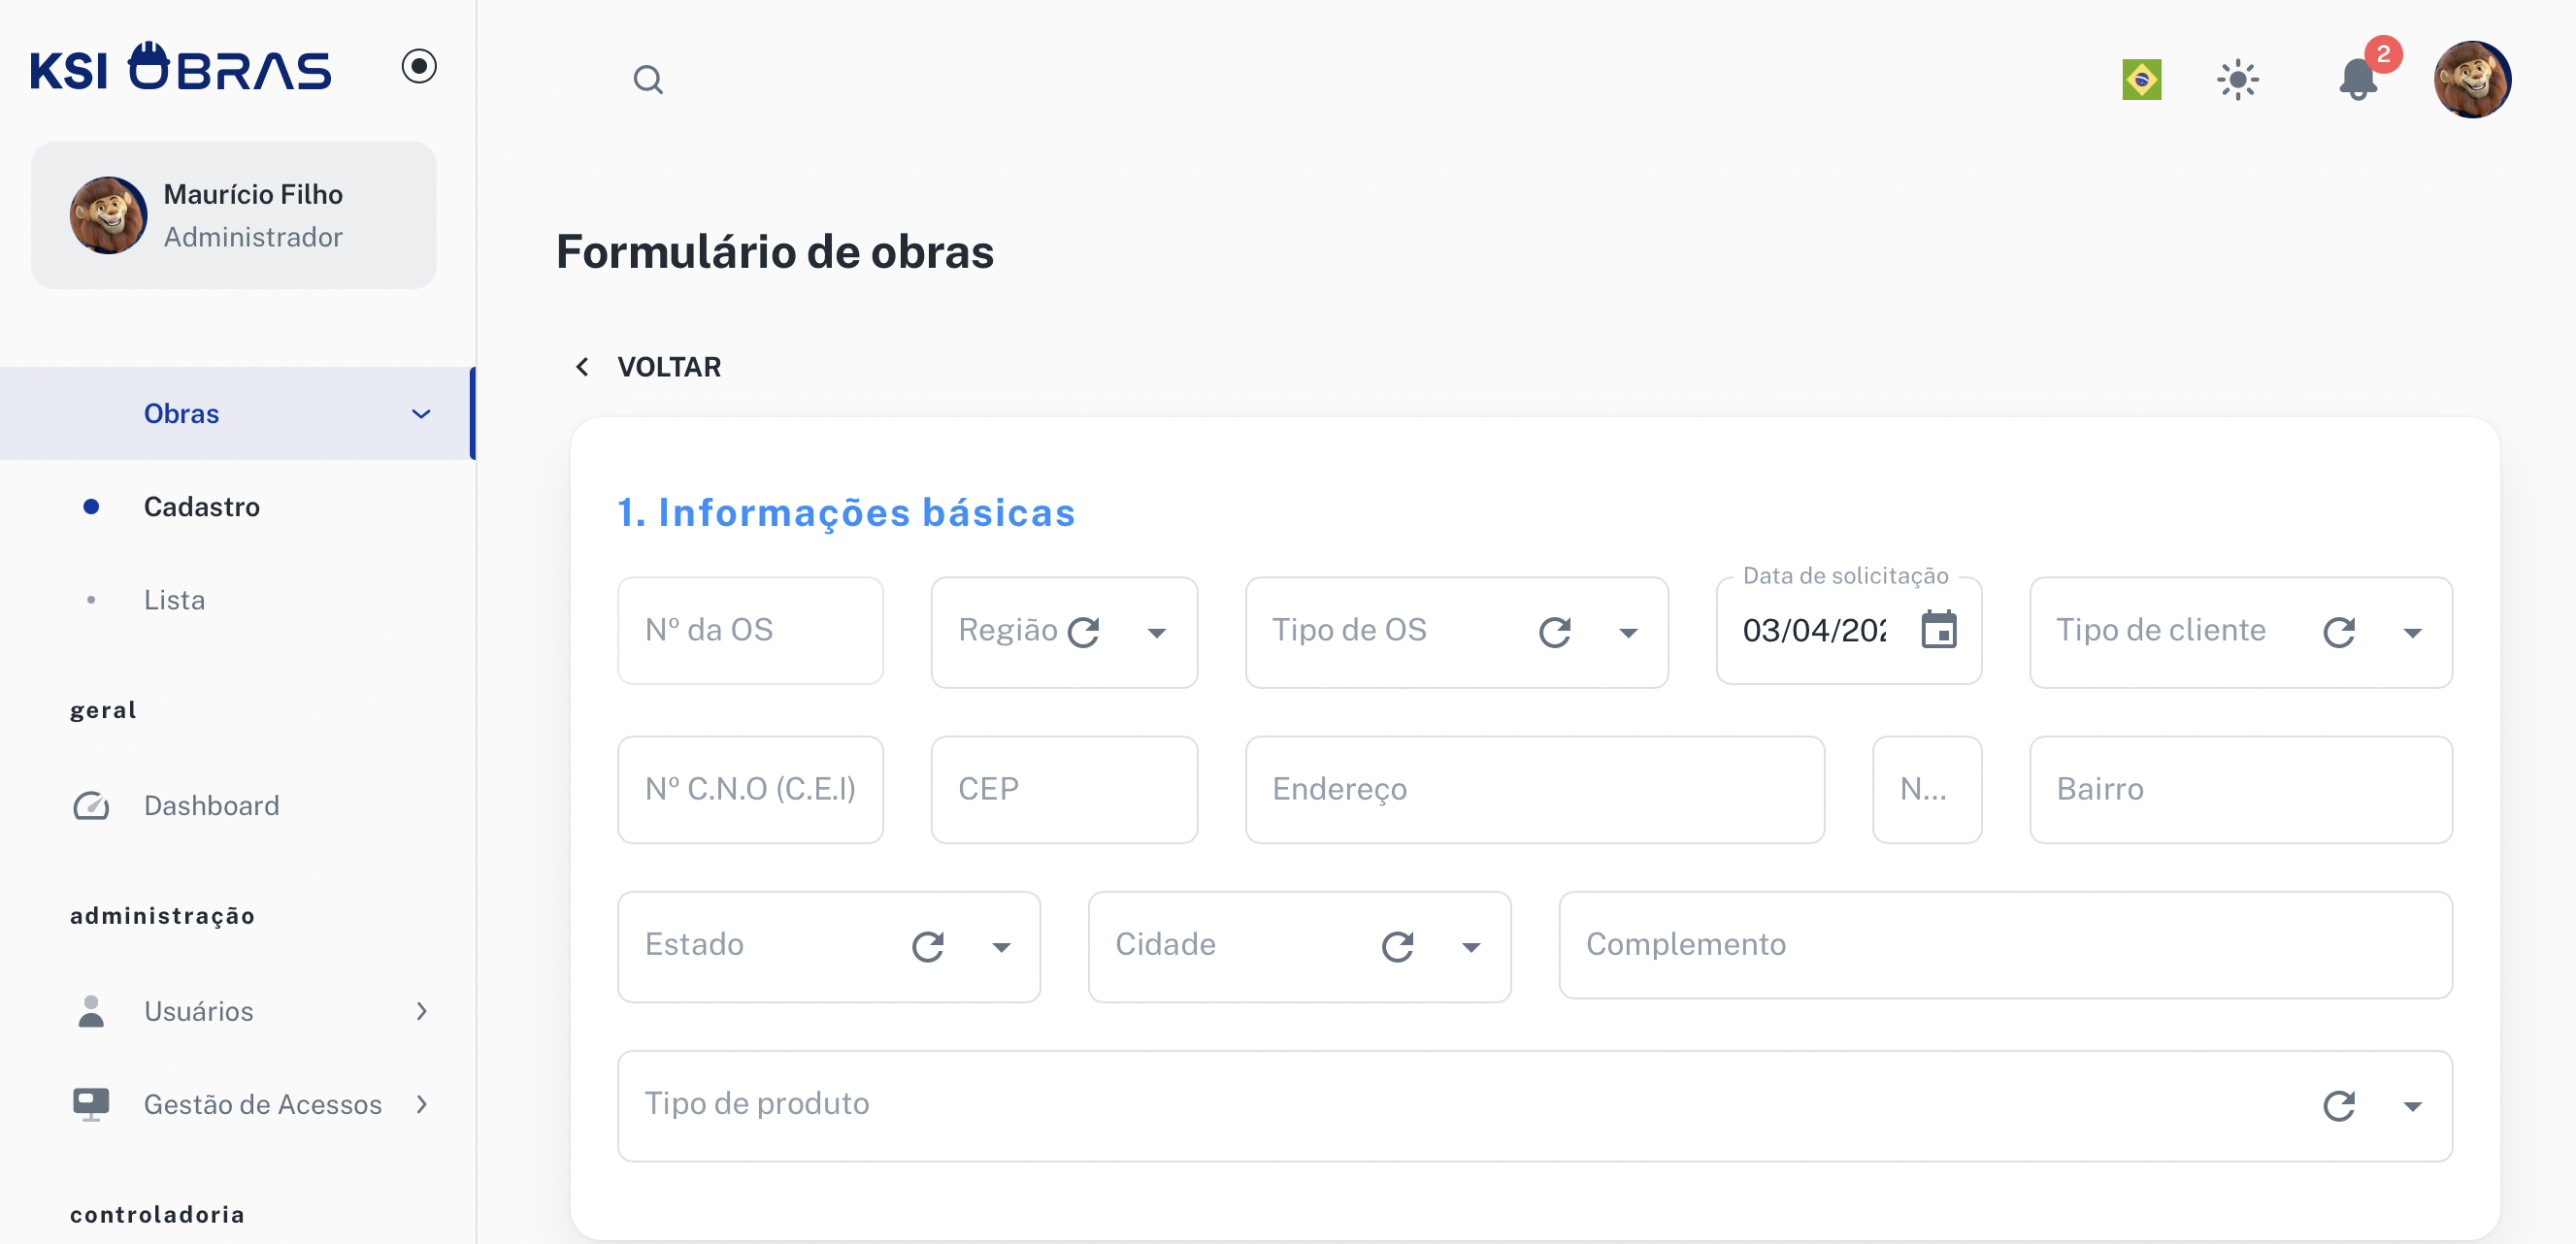 KSI OBRAS
2
Maurício Filho
Administrador
Obras
Cadastro
Lista
geral
Dashboard
administração
Usuários
Gestão de Acessos
controladoria
Formulário de obras
VOLTAR
1. Informações básicas
Nº da OS
Região
Tipo de OS
Data de solicitação
03/04/202
Tipo de cliente
Nº C.N.O (C.E.I)
CEP
Endereço
N...
Bairro
Estado
Cidade
Complemento
Tipo de produto